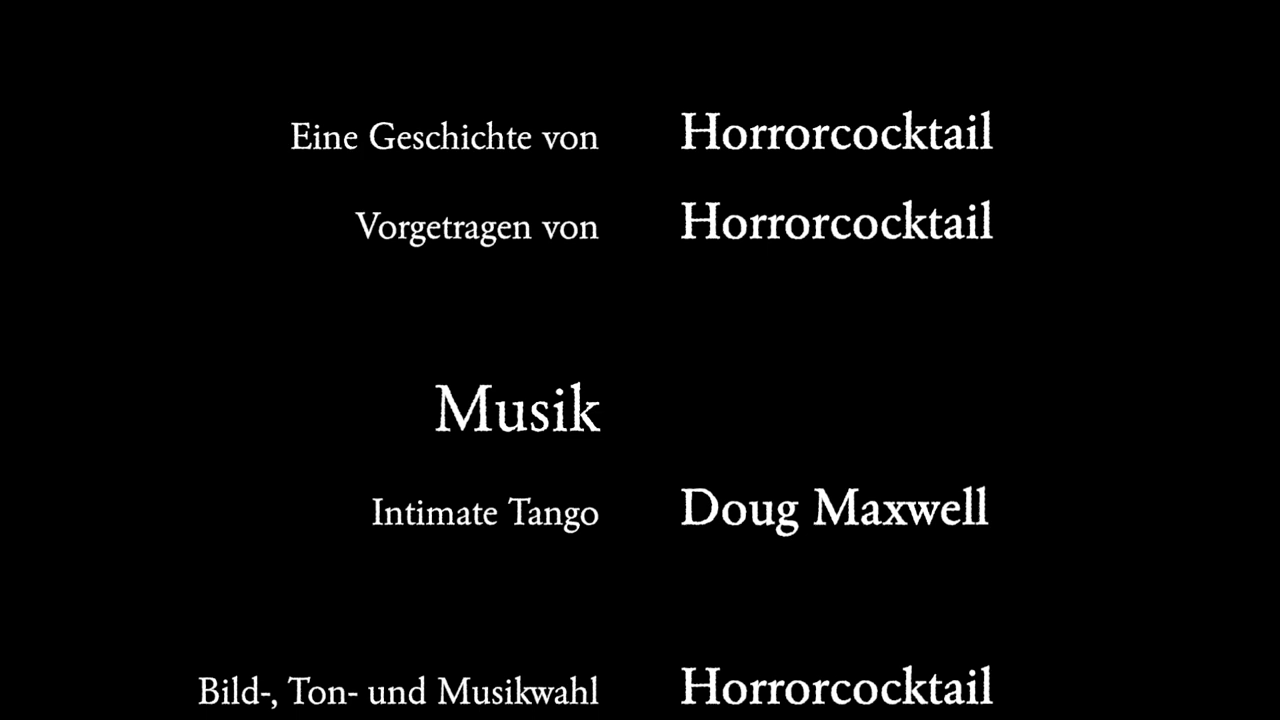 Eine Geschichte von Horrorcocktail
Vorgetragen von Horrorcocktail
Musik
Intimate Tango Doug Maxwell
Bild-, Ton- und Musikwahl Horrorcocktail